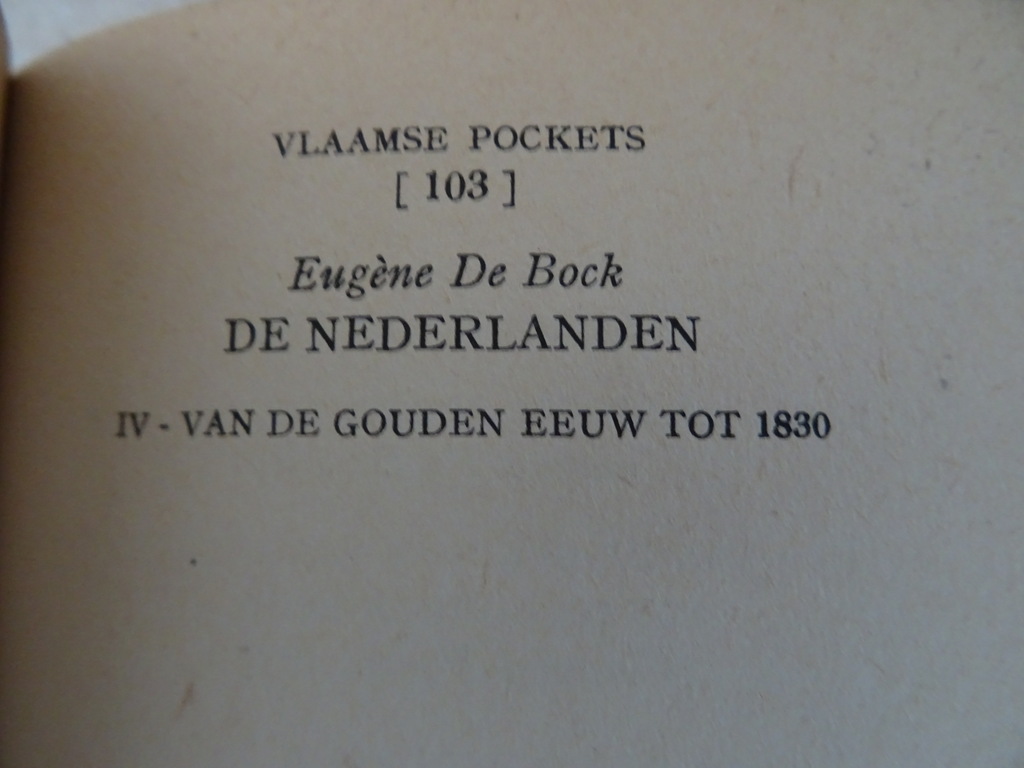 VLAAMSE POCKETS
[ 103 ]
Eugène De Bock
DE NEDERLANDEN
IV - VAN DE GOUDEN EEUW TOT 1830